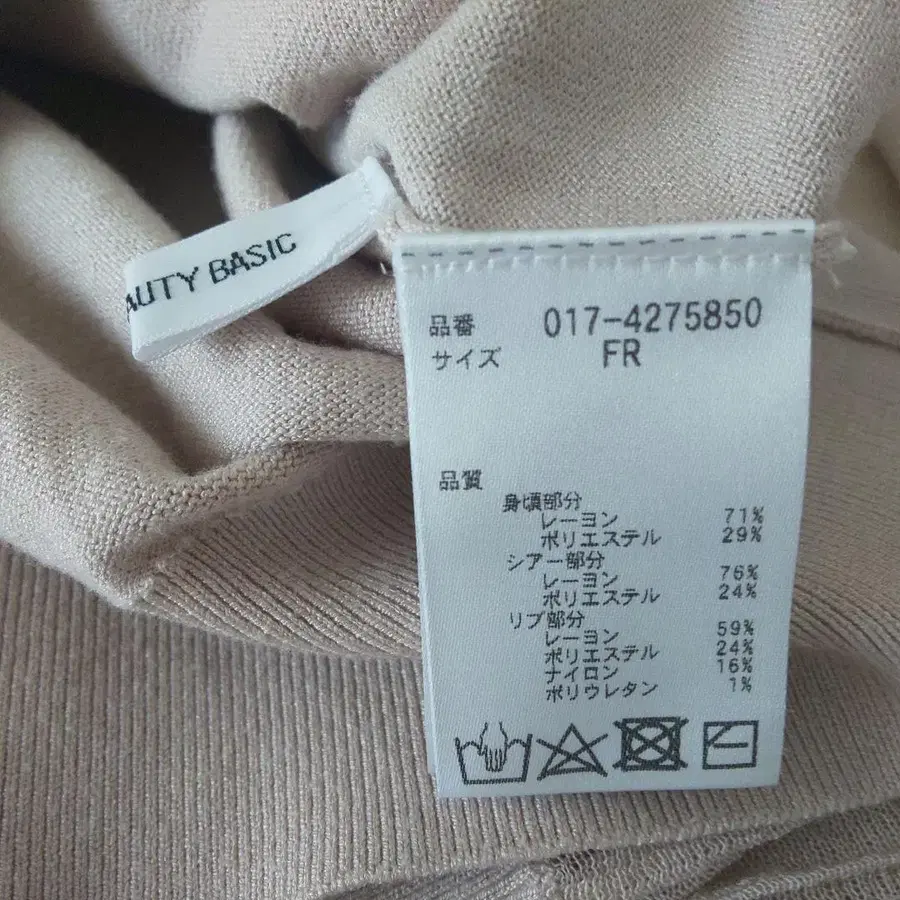 AUTY BASIC
品番 017-4275850
サイズ FR
品質
身頃部分
レーヨン 71%
ポリエステル 29%
シアー部分
レーヨン 76%
ポリエステル 24%
リブ部分
レーヨン 59%
ポリエステル 24%
ナイロン 16%
ポリウレタン 1%